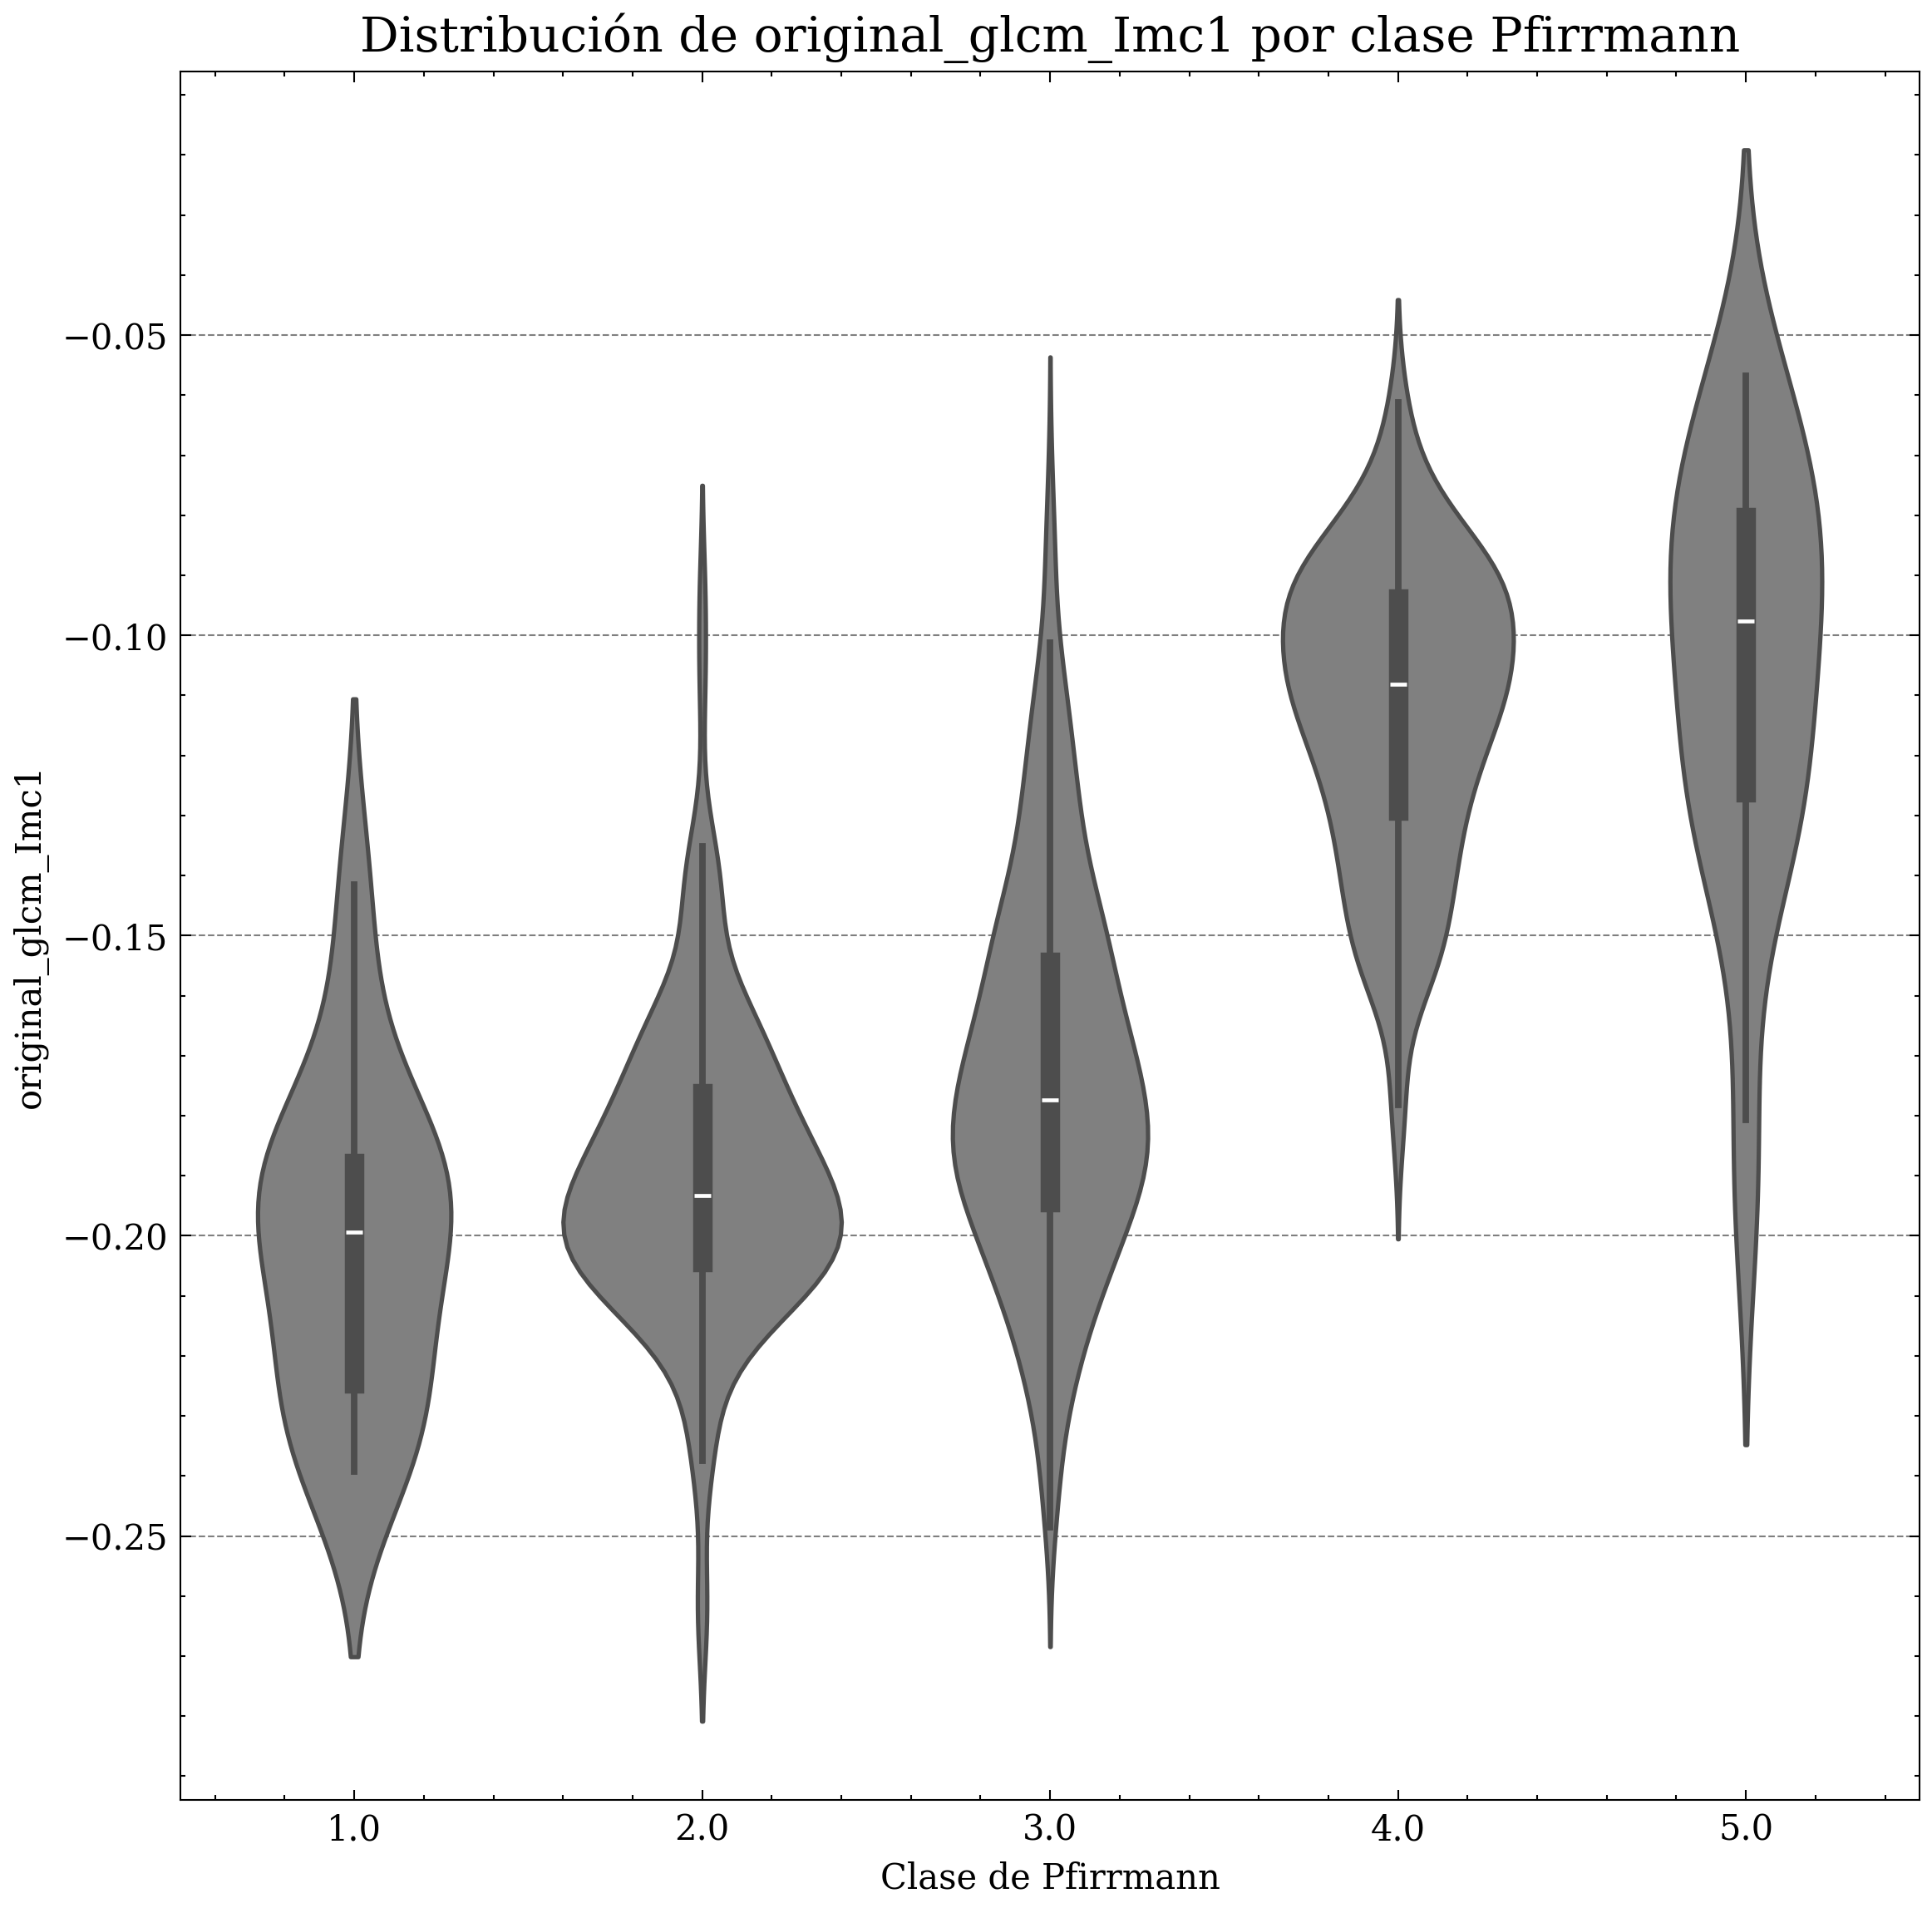 Distribución de original_glcm_Imc1 por clase Pfirrmann
original_glcm_Imc1
−0.05
−0.10
−0.15
−0.20
−0.25
1.0 2.0 3.0 4.0 5.0
Clase de Pfirrmann